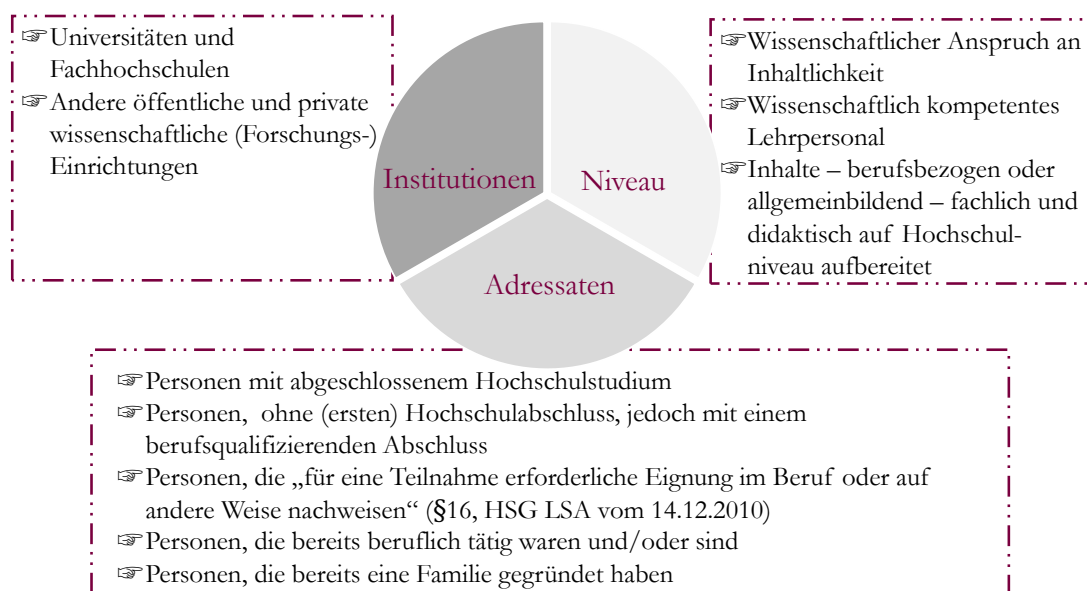 ☞Universitäten und
Fachhochschulen
☞Andere öffentliche und private
wissenschaftliche (Forschungs-)
Einrichtungen
Institutionen
Niveau
Adressaten
☞Wissenschaftlicher Anspruch an
Inhaltlichkeit
☞Wissenschaftlich kompetentes
Lehrpersonal
☞Inhalte – berufsbezogen oder
allgemeinbildend – fachlich und
didaktisch auf Hochschul-
niveau aufbereitet
☞Personen mit abgeschlossenem Hochschulstudium
☞Personen, ohne (ersten) Hochschulabschluss, jedoch mit einem
berufsqualifizierenden Abschluss
☞Personen, die „für eine Teilnahme erforderliche Eignung im Beruf oder auf
andere Weise nachweisen“ (§16, HSG LSA vom 14.12.2010)
☞Personen, die bereits beruflich tätig waren und/oder sind
☞Personen, die bereits eine Familie gegründet haben